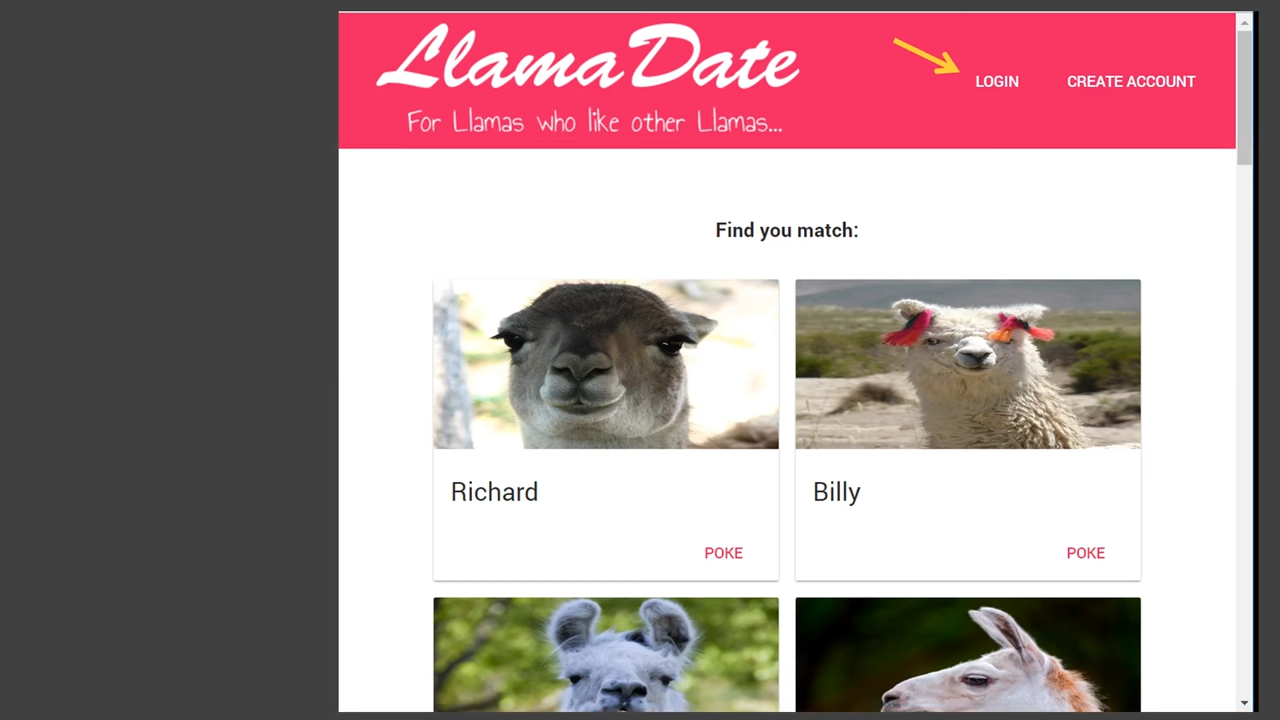 LlamaDate
LOGIN
CREATE ACCOUNT
For Llamas who like other Llamas...
Find you match:
Richard
Billy
POKE
POKE